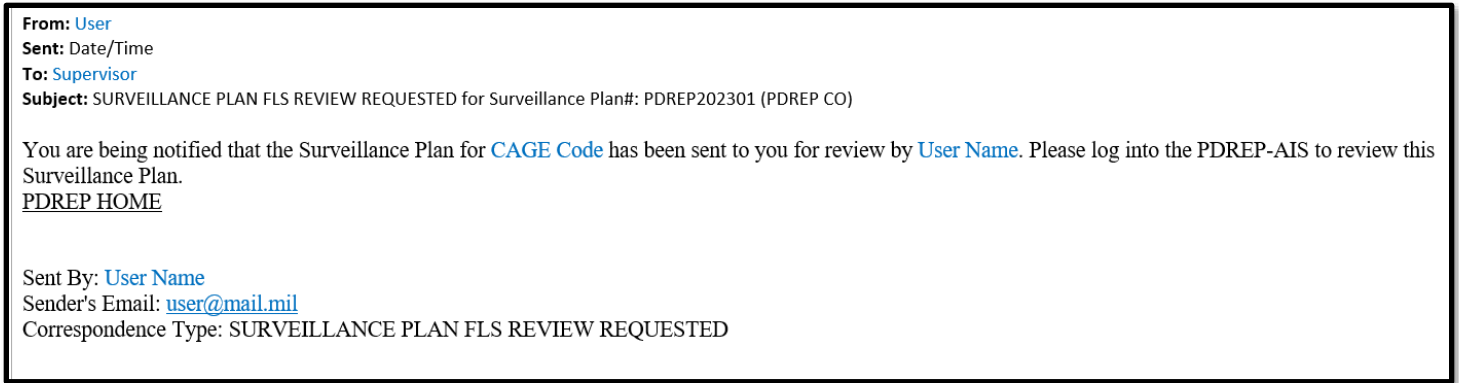 From: User
Sent: Date/Time
To: Supervisor
Subject: SURVEILLANCE PLAN FLS REVIEW REQUESTED for Surveillance Plan#: PDREP202301 (PDREP CO)
You are being notified that the Surveillance Plan for CAGE Code has been sent to you for review by User Name. Please log into the PDREP-AIS to review this
Surveillance Plan.
PDREP HOME
Sent By: User Name
Sender's Email: user@mail.mil
Correspondence Type: SURVEILLANCE PLAN FLS REVIEW REQUESTED